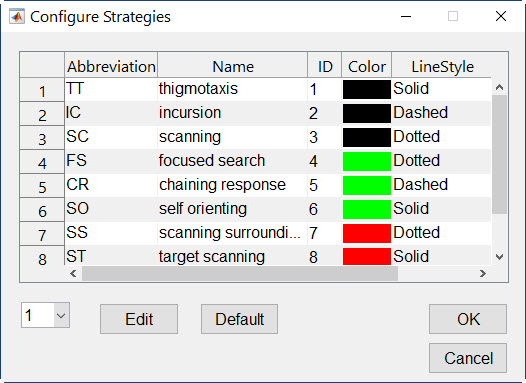 Configure Strategies
Abbreviation Name ID Color LineStyle
1 TT thigmotaxis 1 Solid
2 IC incursion 2 Dashed
3 SC scanning 3 Dotted
4 FS focused search 4 Dotted
5 CR chaining response 5 Dashed
6 SO self orienting 6 Solid
7 SS scanning surroundi... 7 Dotted
8 ST target scanning 8 Solid
1 Edit Default OK
Cancel